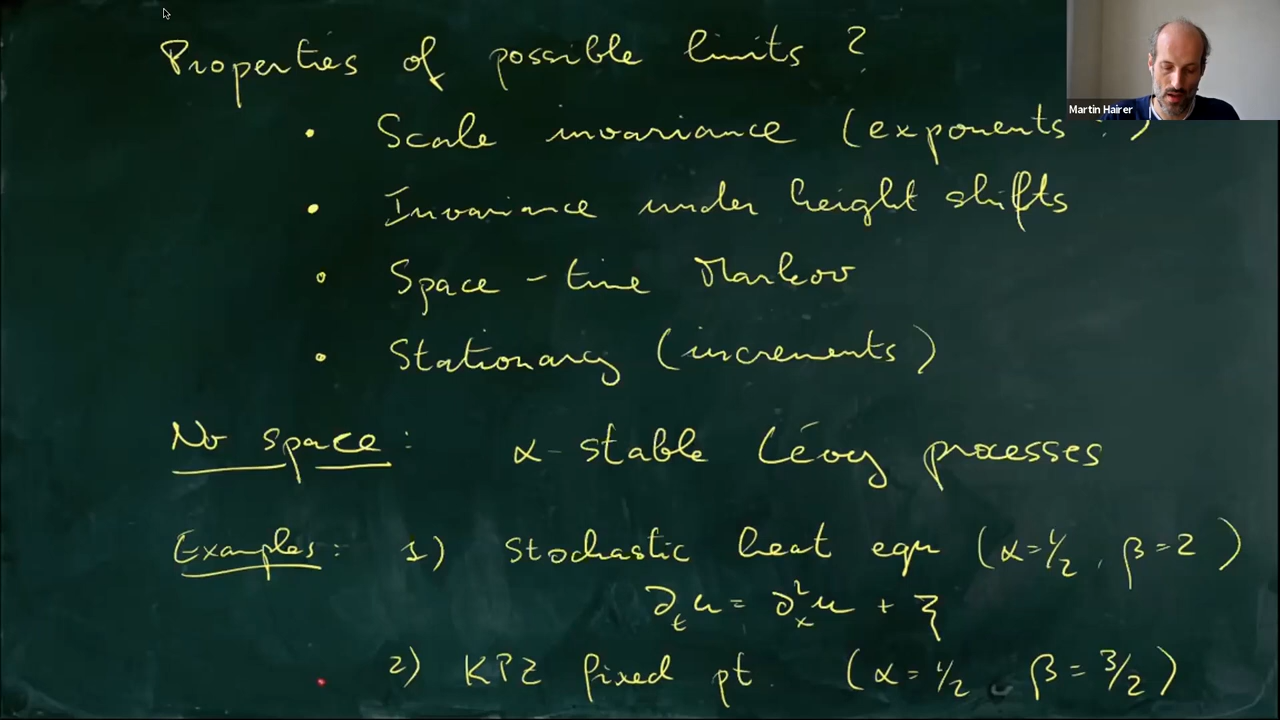 Properties of possible limits ?
Martin Hairer
• Scale invariance (exponents ?)
• Invariance under height shifts
• Space-time Markov
• Stationary (increments)
No space: α-stable Lévy processes
Examples: 1) Stochastic heat eqn (α=1/2, β=2)
∂ₜu = ∂ₓ²u + ξ
2) KPZ fixed pt. (α=1/2 β=3/2)